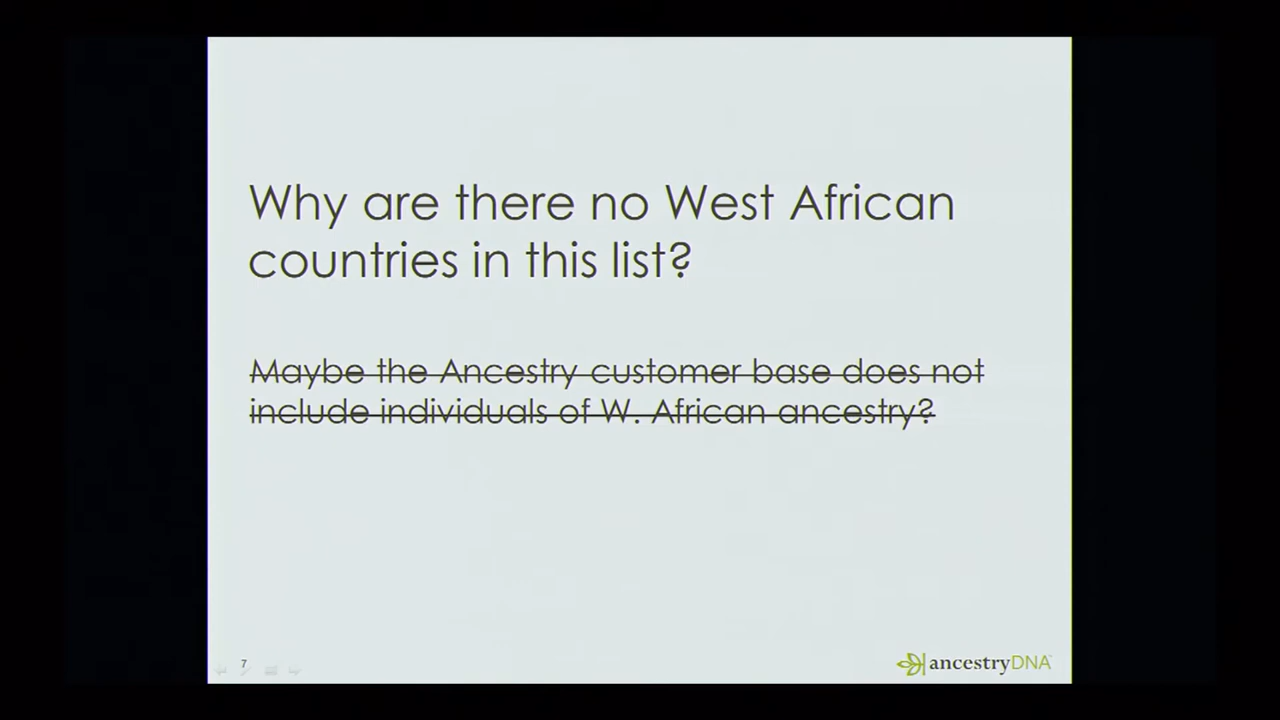 Why are there no West African
countries in this list?
Maybe the Ancestry customer base does not
include individuals of W. African ancestry?
7
ancestryDNA